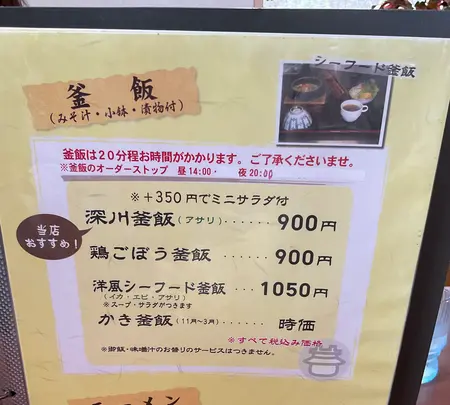 シーフード釜飯
釜 飯
(みそ汁・小鉢・漬物付)
釜飯は20分程お時間がかかります。ご了承くださいませ。
※釜飯のオーダーストップ 昼14:00・ 夜20:00
※+350円でミニサラダ付
当店
おすすめ!
深川釜飯(アサリ)……900円
鶏ごぼう釜飯……900円
洋風シーフード釜飯…1050円
(イカ・エビ・アサリ)
※スープ・サラダがつきます
かき釜飯(11月〜3月)……時価
※すべて税込み価格
※御飯・味噌汁のお替りのサービスはつきません。
ラーメン